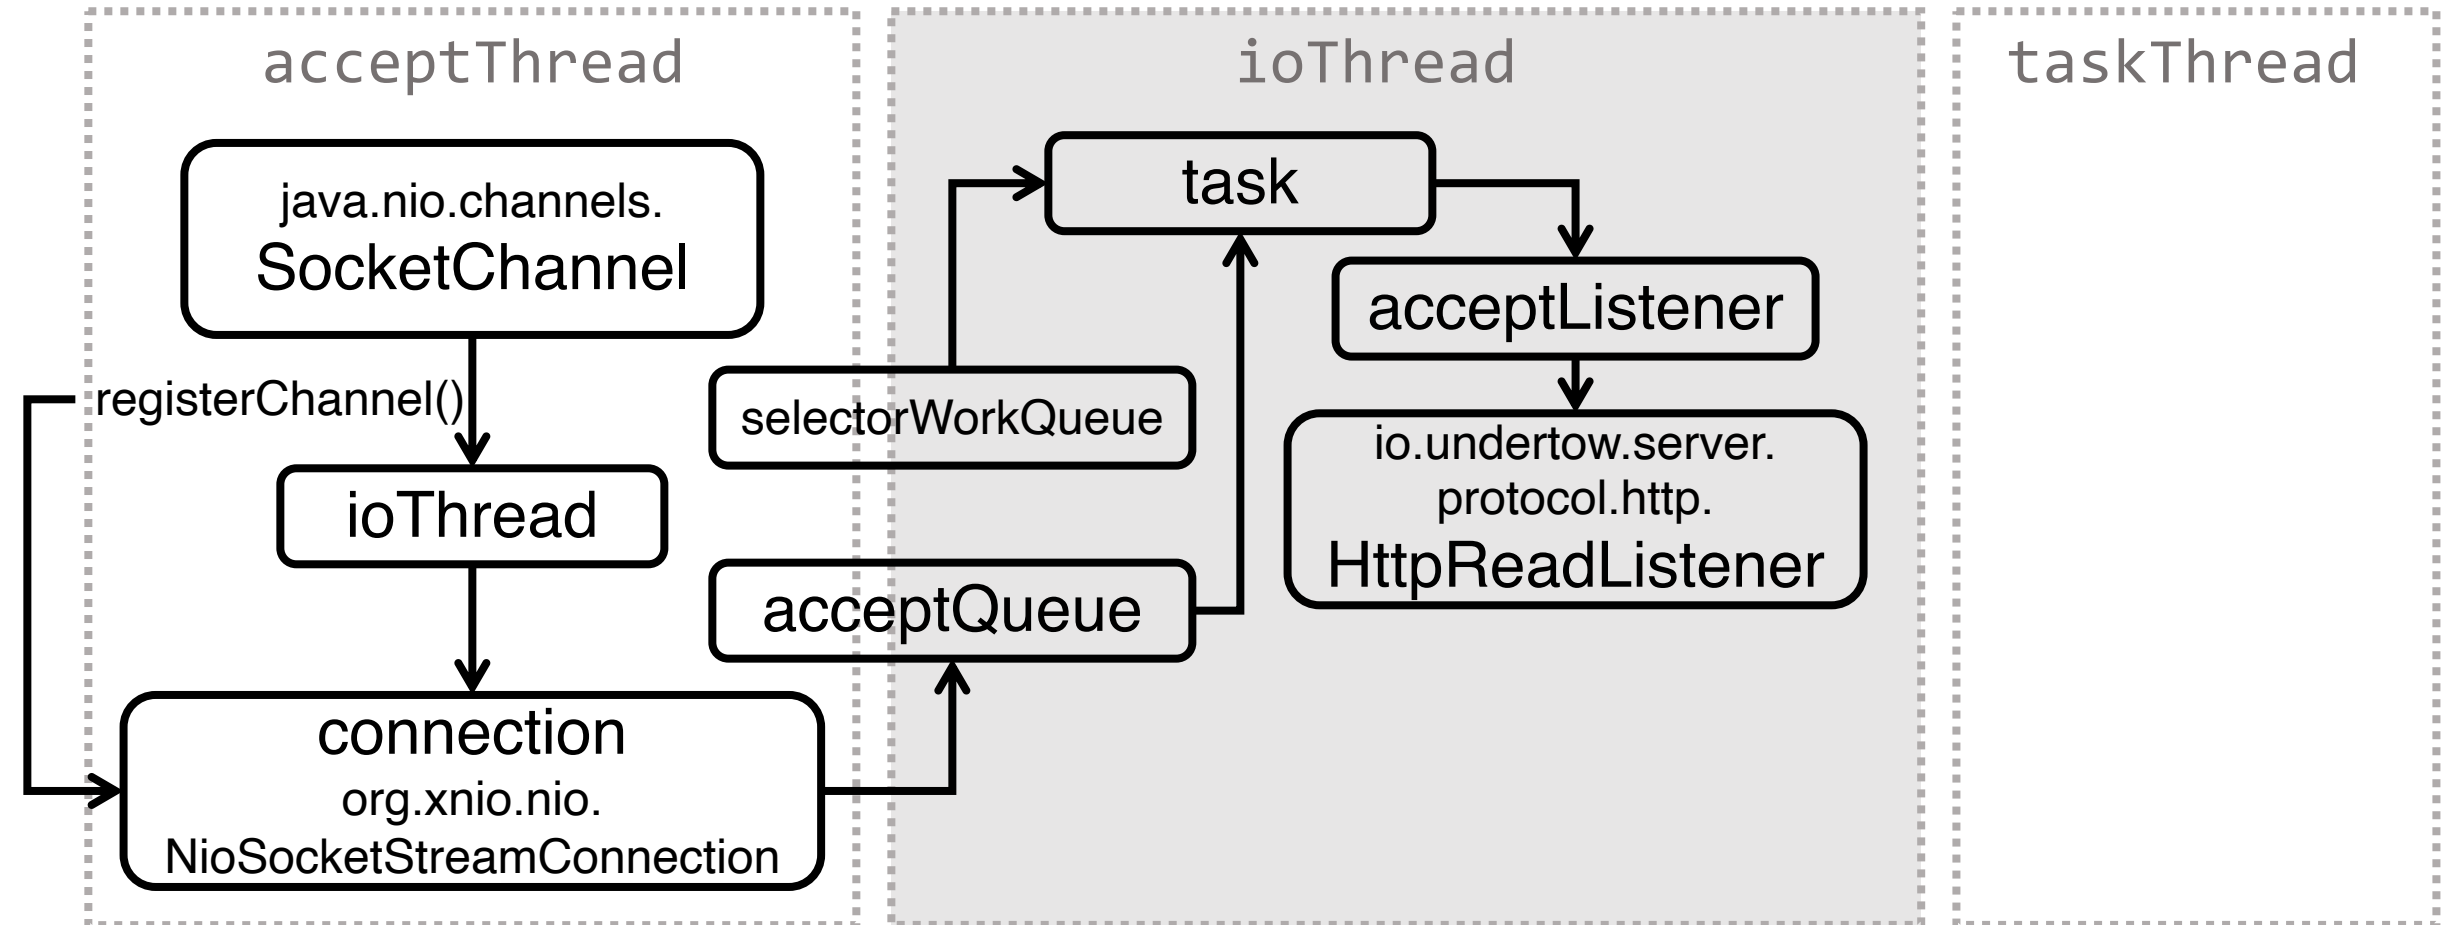 acceptThread
java.nio.channels.
SocketChannel
registerChannel()
ioThread
connection
org.xnio.nio.
NioSocketStreamConnection
selectorWorkQueue
acceptQueue
ioThread
task
acceptListener
io.undertow.server.
protocol.http.
HttpReadListener
taskThread